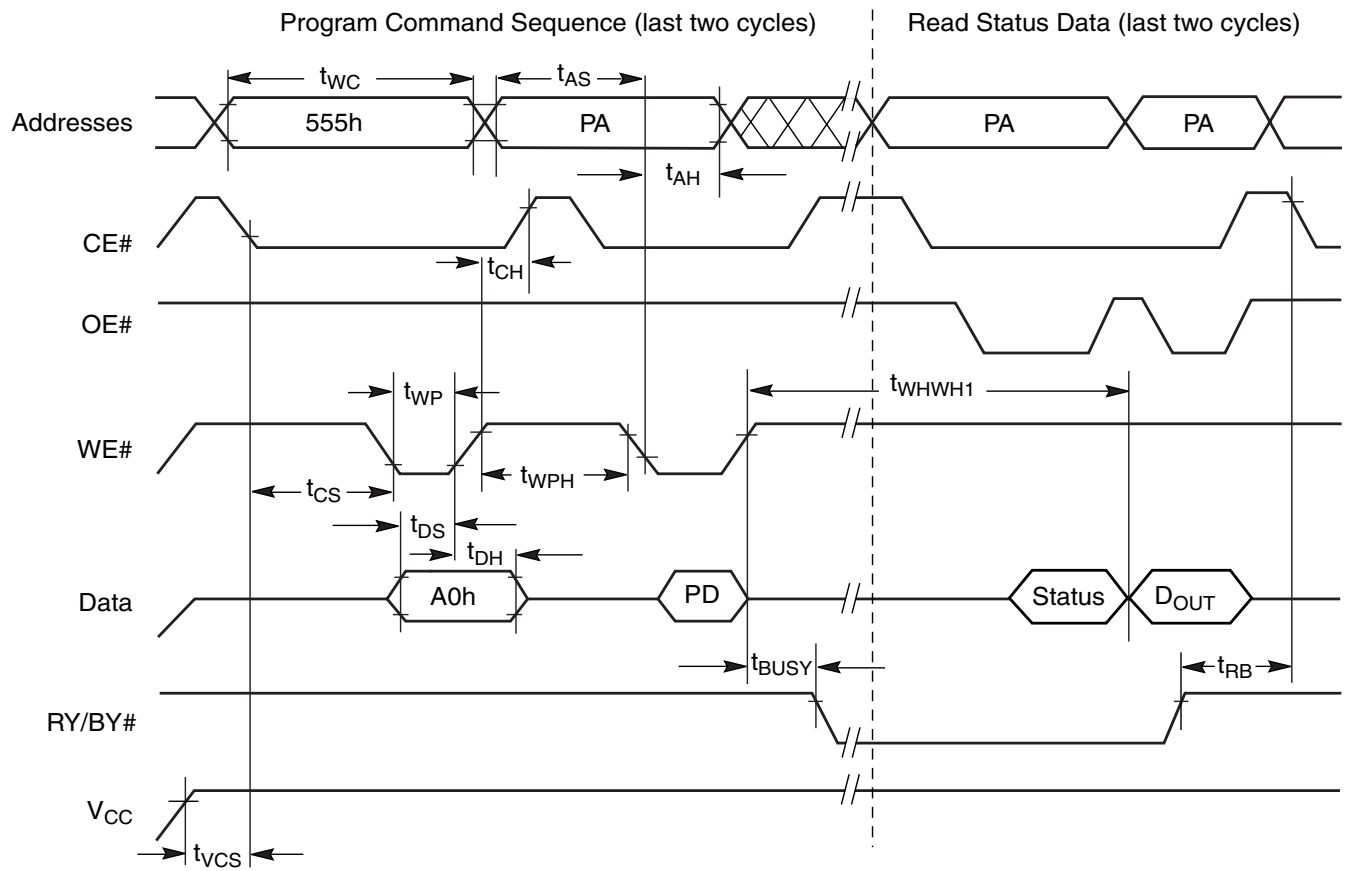 Program Command Sequence (last two cycles)
Read Status Data (last two cycles)
tWC
tAS
Addresses
555h
PA
PA
PA
tAH
CE#
tCH
OE#
tWP
tWHWH1
WE#
tWPH
tCS
tDS
tDH
Data
A0h
PD
Status
DOUT
tBUSY
tRB
RY/BY#
VCC
tVCS